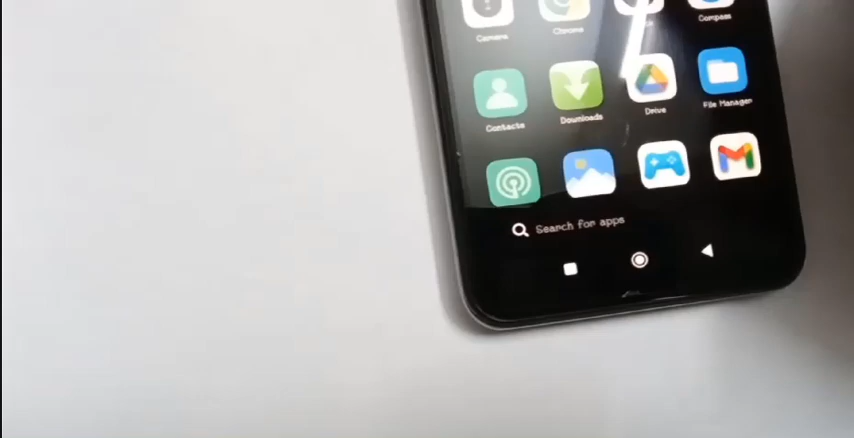 Camera
Chrome
Compass
Contacts
Downloads
Drive
File Manager
Search for apps